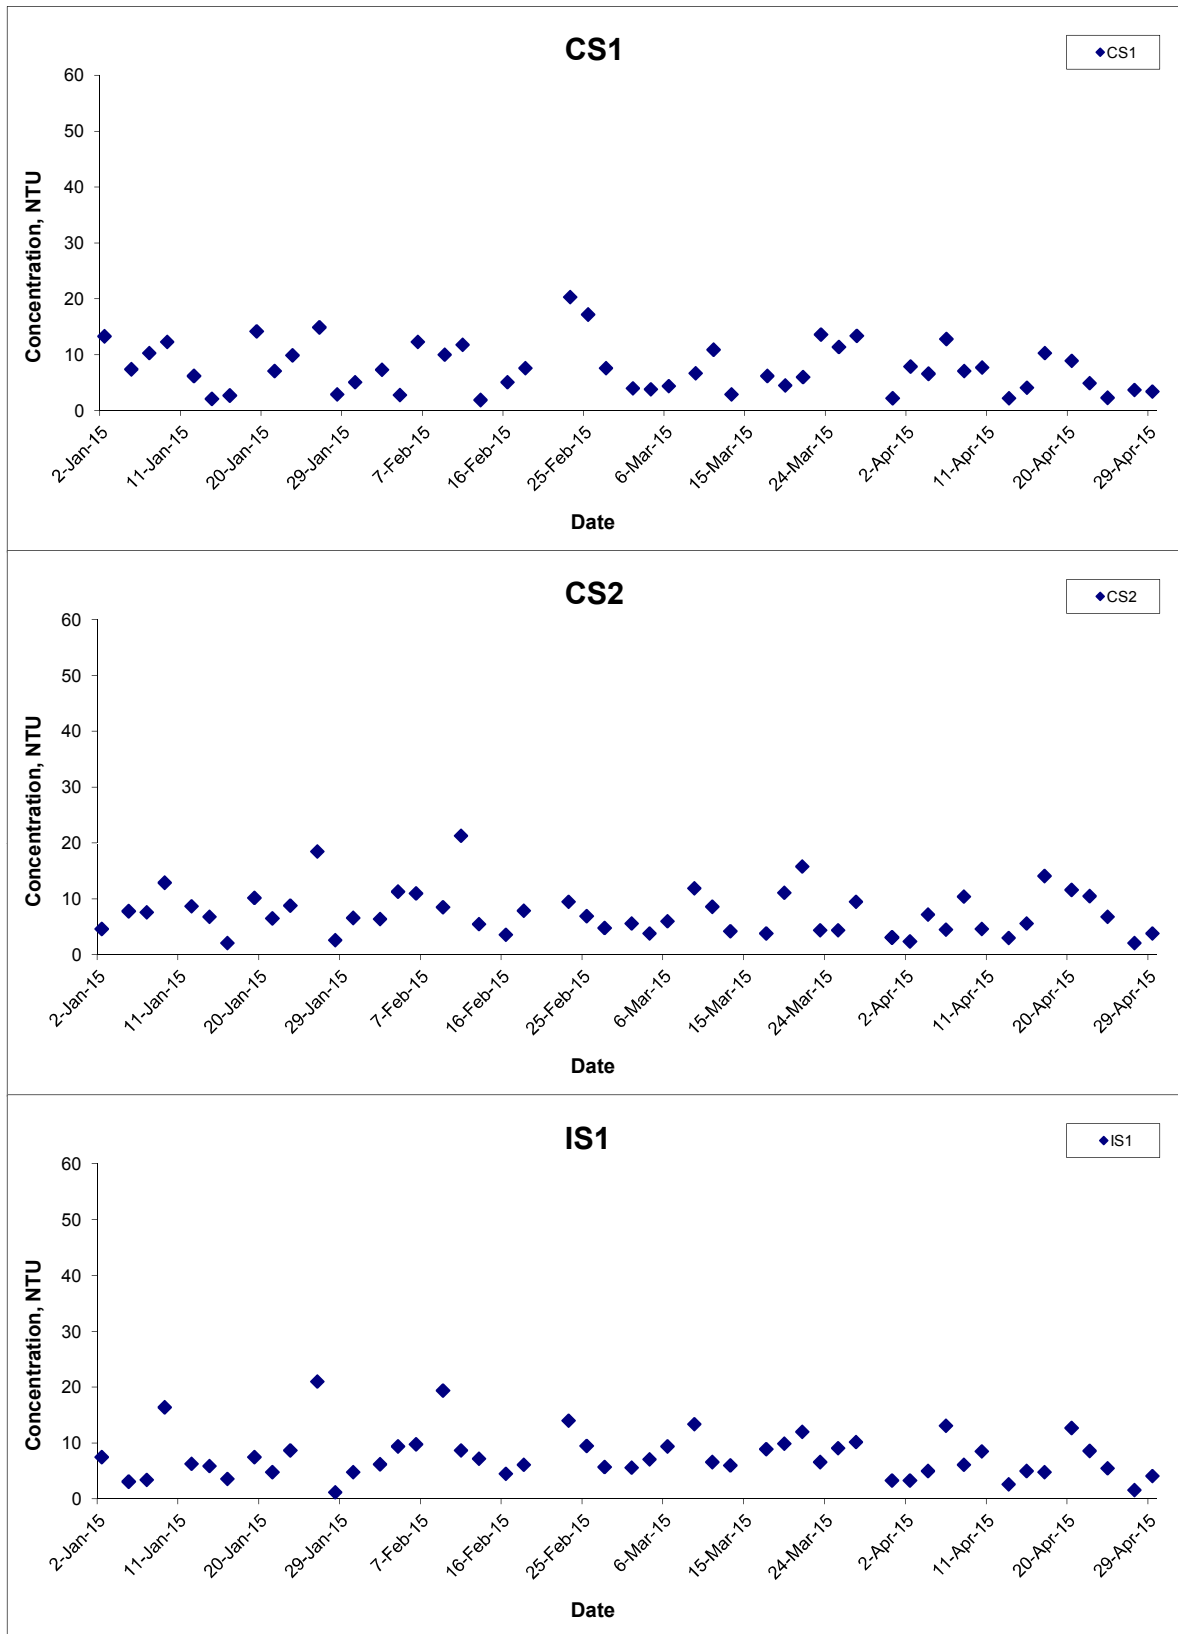 CS1
CS1
60
50
40
30
20
10
0
Concentration, NTU
2-Jan-15
11-Jan-15
20-Jan-15
29-Jan-15
7-Feb-15
16-Feb-15
25-Feb-15
6-Mar-15
15-Mar-15
24-Mar-15
2-Apr-15
11-Apr-15
20-Apr-15
29-Apr-15
Date
CS2
CS2
60
50
40
30
20
10
0
Concentration, NTU
2-Jan-15
11-Jan-15
20-Jan-15
29-Jan-15
7-Feb-15
16-Feb-15
25-Feb-15
6-Mar-15
15-Mar-15
24-Mar-15
2-Apr-15
11-Apr-15
20-Apr-15
29-Apr-15
Date
IS1
IS1
60
50
40
30
20
10
0
Concentration, NTU
2-Jan-15
11-Jan-15
20-Jan-15
29-Jan-15
7-Feb-15
16-Feb-15
25-Feb-15
6-Mar-15
15-Mar-15
24-Mar-15
2-Apr-15
11-Apr-15
20-Apr-15
29-Apr-15
Date